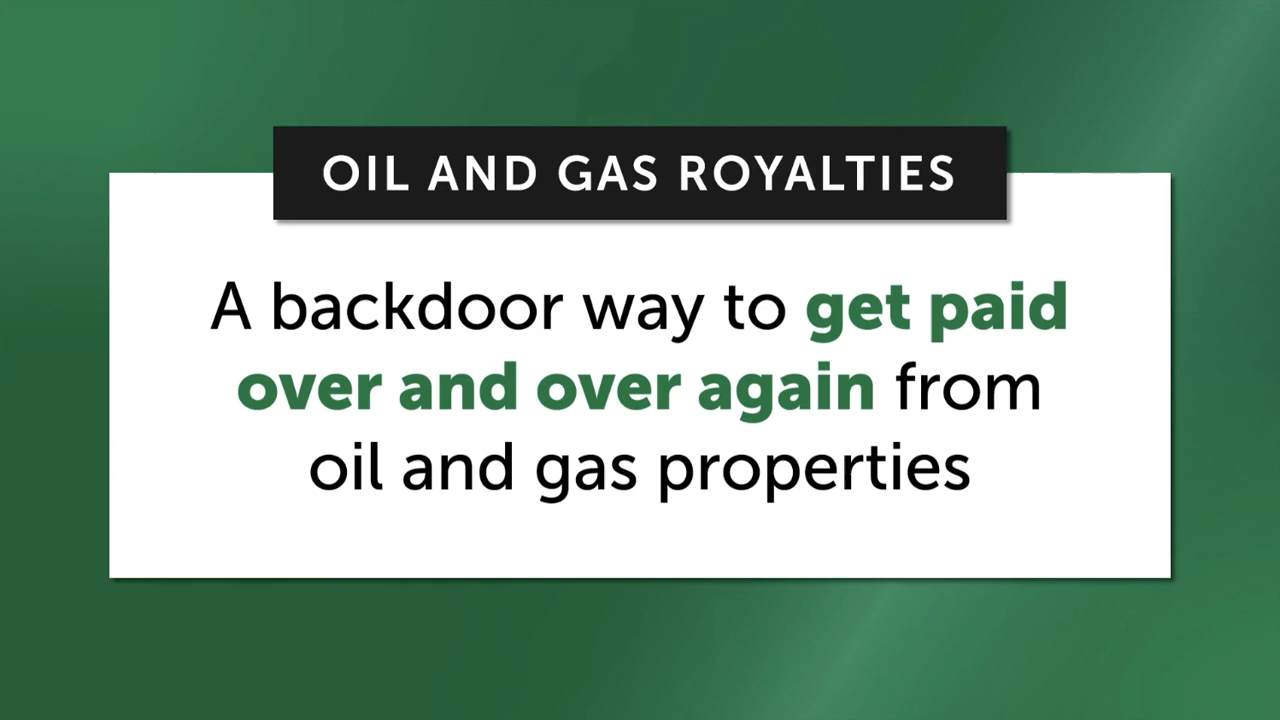 OIL AND GAS ROYALTIES
A backdoor way to get paid
over and over again from
oil and gas properties